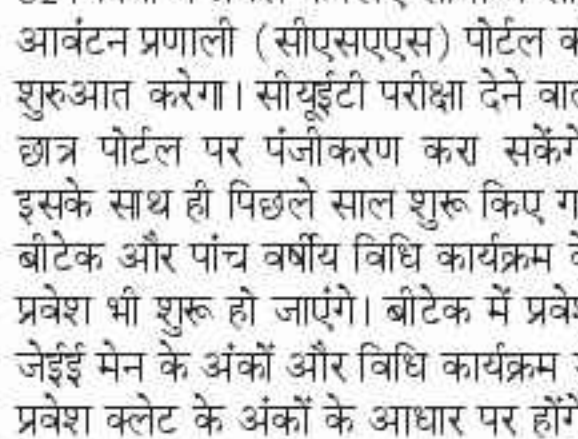 आवंटन प्रणाली (सीएसएएस) पोर्टल
शुरुआत करेगा। सीयूईटी परीक्षा देने
छात्र पोर्टल पर पंजीकरण करा सकेंगे
इसके साथ ही पिछले साल शुरू किए
बीटेक और पांच वर्षीय विधि कार्यक्रम
प्रवेश भी शुरू हो जाएंगे। बीटेक में
जेईई मेन के अंकों और विधि कार्यक्रम
प्रवेश क्लेट के अंकों के आधार पर होंगे